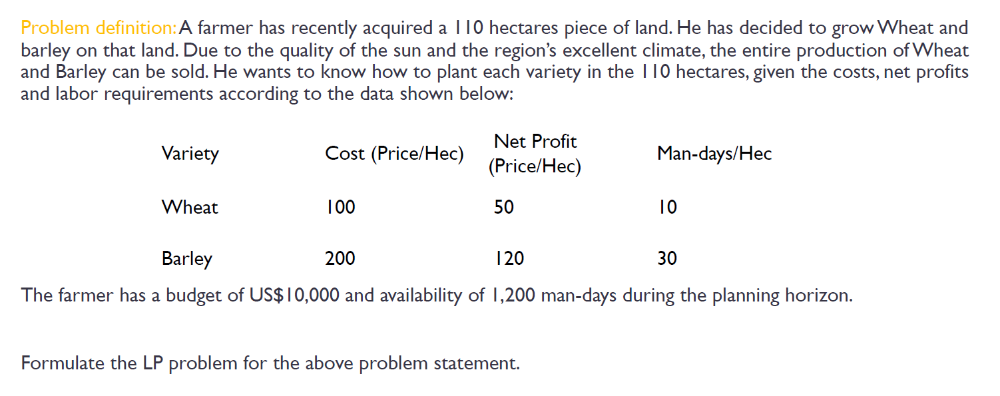 Problem definition: A farmer has recently acquired a 110 hectares piece of land. He has decided to grow Wheat and
barley on that land. Due to the quality of the sun and the region's excellent climate, the entire production of Wheat
and Barley can be sold. He wants to know how to plant each variety in the 110 hectares, given the costs, net profits
and labor requirements according to the data shown below:
Variety Cost (Price/Hec) Net Profit (Price/Hec) Man-days/Hec
Wheat 100 50 10
Barley 200 120 30
The farmer has a budget of US$10,000 and availability of 1,200 man-days during the planning horizon.
Formulate the LP problem for the above problem statement.